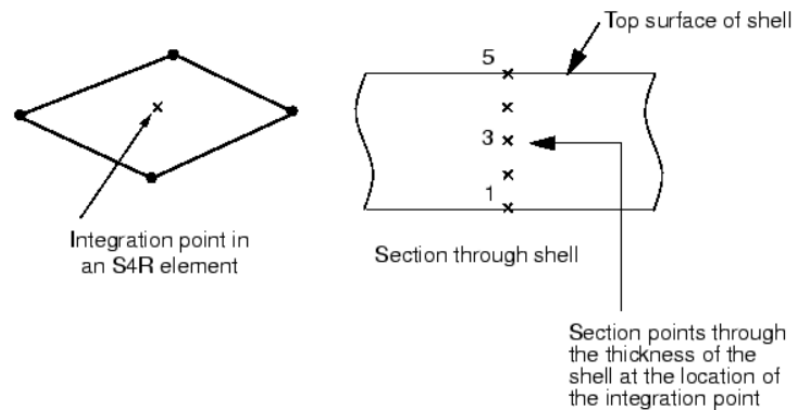 Top surface of shell
5
3
1
Integration point in
an S4R element
Section through shell
Section points through
the thickness of the
shell at the location of
the integration point